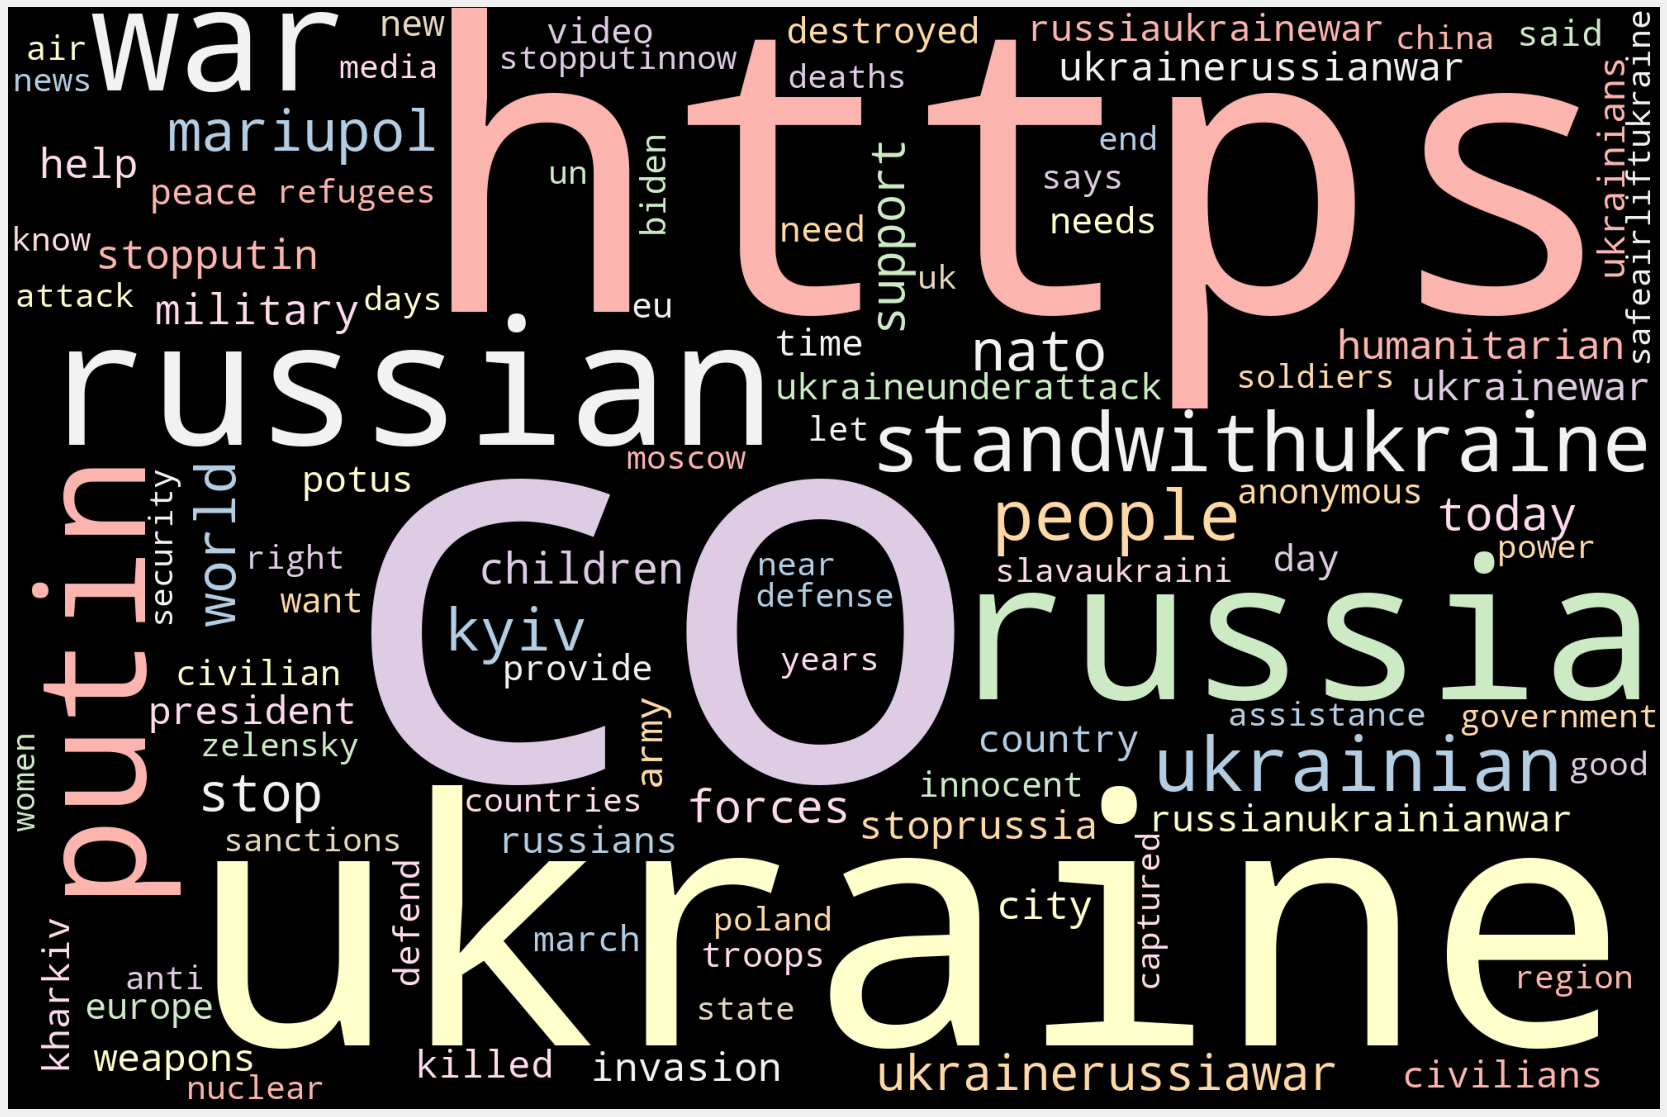 war
new
video
destroyed
russiaukrainewar
china
said
air
news
media
stopputinnow
deaths
ukrainerussianwar
https
mariupol
help
peace
refugees
un
biden
support
need
end
says
needs
ukrainians
safeairliftukraine
know
stopputin
attack
military
days
eu
uk
russian
time
nato
humanitarian
ukraineunderattack
soldiers
ukrainewar
let
standwithukraine
moscow
putin
security
world
potus
people
anonymous
today
right
want
co
children
near
defense
slavaukraini
day
power
kyiv
provide
years
russia
civilian
president
zelensky
army
country
assistance
government
women
stop
countries
forces
innocent
ukrainian
good
sanctions
russians
stoprussia
russianukrainianwar
ukraine
defend
captured
city
kharkiv
march
poland
troops
anti
europe
state
region
weapons
nuclear
killed
invasion
ukrainerussiawar
civilians